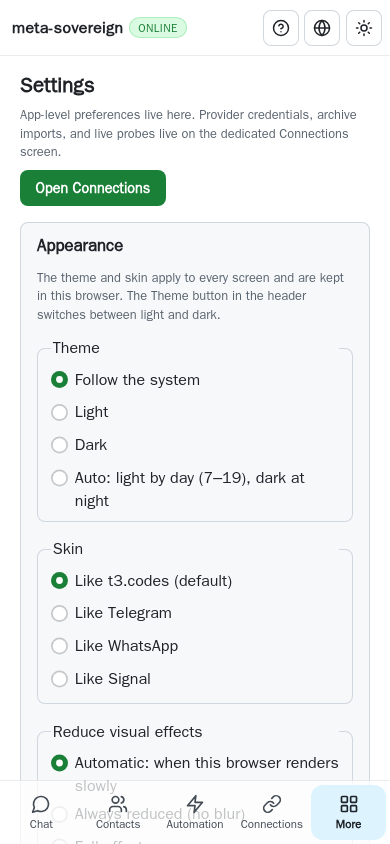 meta-sovereign ONLINE
Settings
App-level preferences live here. Provider credentials, archive
imports, and live probes live on the dedicated Connections
screen.
Open Connections
Appearance
The theme and skin apply to every screen and are kept
in this browser. The Theme button in the header
switches between light and dark.
Theme
Follow the system
Light
Dark
Auto: light by day (7–19), dark at
night
Skin
Like t3.codes (default)
Like Telegram
Like WhatsApp
Like Signal
Reduce visual effects
Automatic: when this browser renders
slowly
Always reduced (no blur)
Full effects
Chat
Contacts
Automation
Connections
More